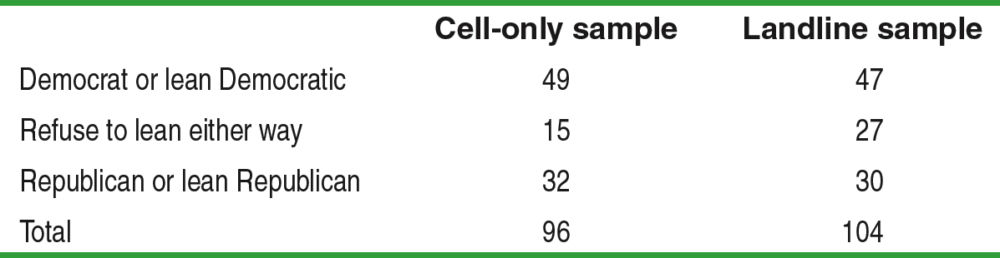 Cell-only sample Landline sample
Democrat or lean Democratic 49 47
Refuse to lean either way 15 27
Republican or lean Republican 32 30
Total 96 104